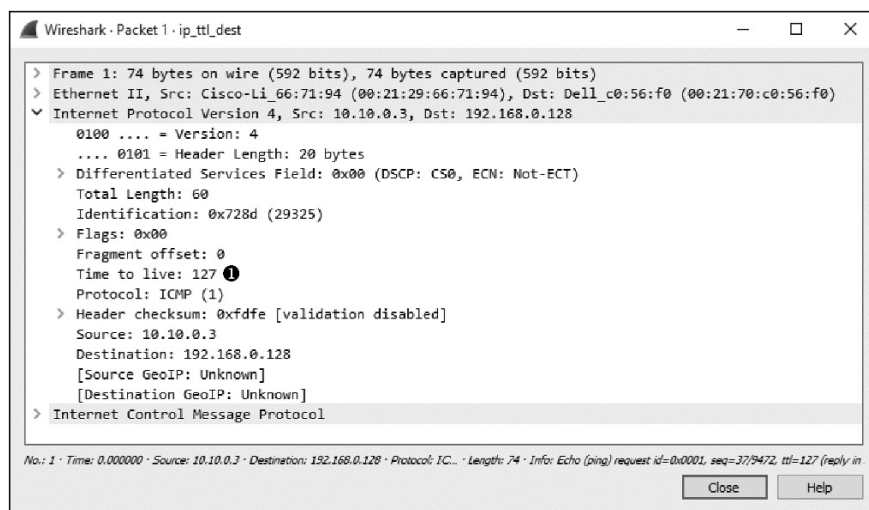 Wireshark · Packet 1 · ip_ttl_dest
Frame 1: 74 bytes on wire (592 bits), 74 bytes captured (592 bits)
Ethernet II, Src: Cisco-Li_66:71:94 (00:21:29:66:71:94), Dst: Dell_c0:56:f0 (00:21:70:c0:56:f0)
Internet Protocol Version 4, Src: 10.10.0.3, Dst: 192.168.0.128
0100 .... = Version: 4
.... 0101 = Header Length: 20 bytes
Differentiated Services Field: 0x00 (DSCP: CS0, ECN: Not-ECT)
Total Length: 60
Identification: 0x728d (29325)
Flags: 0x00
Fragment offset: 0
Time to live: 127 ❶
Protocol: ICMP (1)
Header checksum: 0xfdfe [validation disabled]
Source: 10.10.0.3
Destination: 192.168.0.128
[Source GeoIP: Unknown]
[Destination GeoIP: Unknown]
Internet Control Message Protocol
No.: 1 · Time: 0.000000 · Source: 10.10.0.3 · Destination: 192.168.0.128 · Protocol: IC... · Length: 74 · Info: Echo (ping) request id=0x0001, seq=37/9472, ttl=127 (reply in
Close
Help